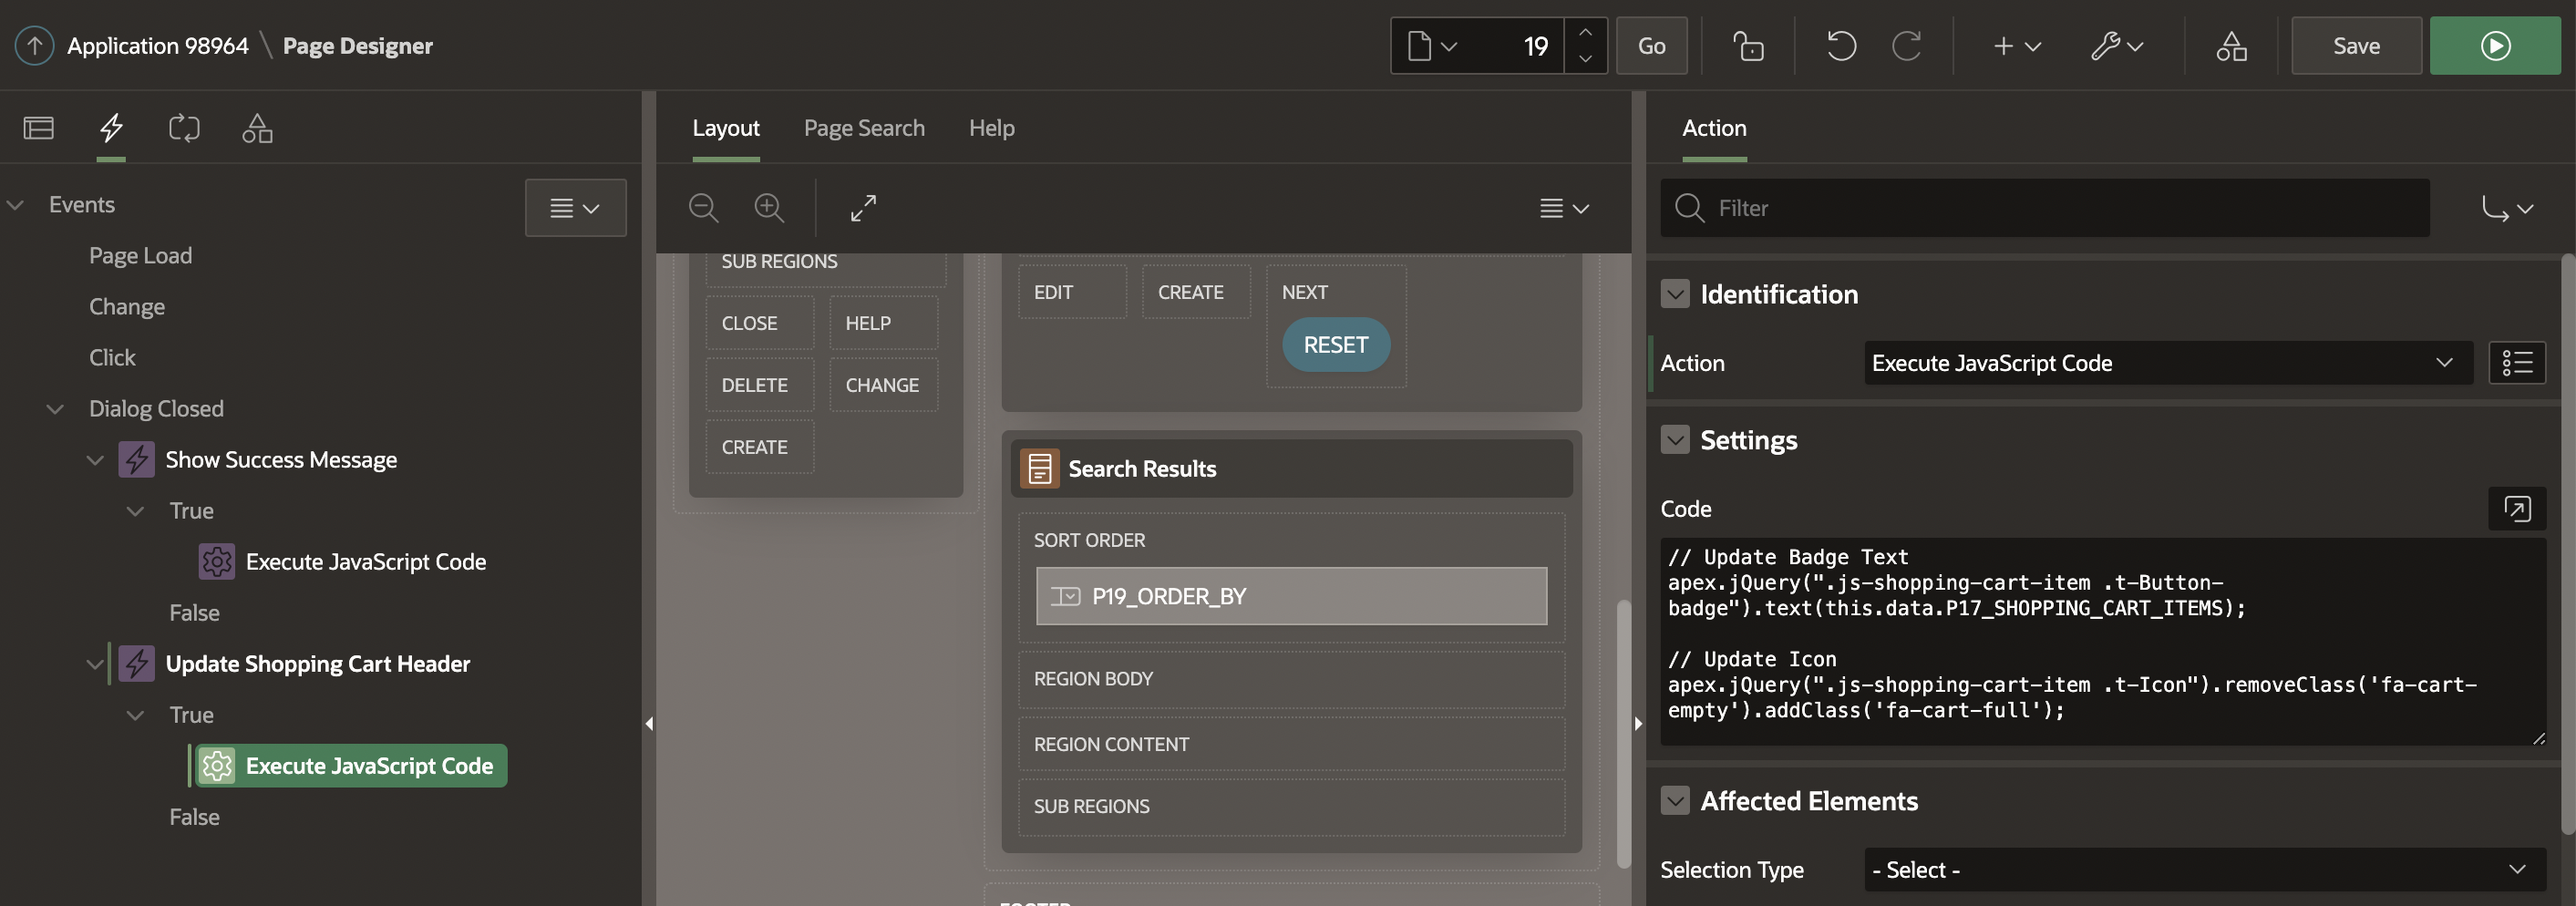 Application 98964 \ Page Designer
19
Go
Save
Layout
Page Search
Help
Action
Events
Page Load
Change
Click
Dialog Closed
Show Success Message
True
Execute JavaScript Code
False
Update Shopping Cart Header
True
Execute JavaScript Code
False
SUB REGIONS
CLOSE
HELP
DELETE
CHANGE
CREATE
EDIT
CREATE
NEXT
RESET
Search Results
SORT ORDER
P19_ORDER_BY
REGION BODY
REGION CONTENT
SUB REGIONS
FOOTER
Filter
Identification
Action
Execute JavaScript Code
Settings
Code
// Update Badge Text
apex.jQuery(".js-shopping-cart-item .t-Button-
badge").text(this.data.P17_SHOPPING_CART_ITEMS);
// Update Icon
apex.jQuery(".js-shopping-cart-item .t-Icon").removeClass('fa-cart-
empty').addClass('fa-cart-full');
Affected Elements
Selection Type
- Select -